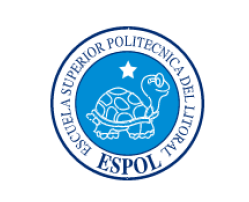 ESCUELA SUPERIOR POLITECNICA DEL LITORAL
ESPOL